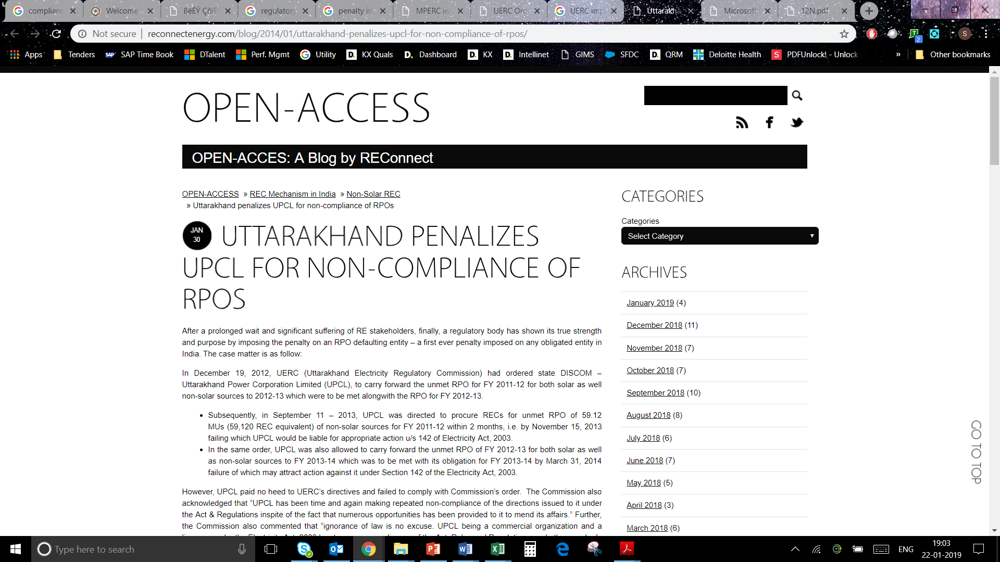 complianc
Welcome
ßéÊÝ
regulatory
penalty im
MPERC im
UERC Ord
UERC imp
Uttarakha
Microsoft
12N.pdf
Not secure | reconnectenergy.com/blog/2014/01/uttarakhand-penalizes-upcl-for-non-compliance-of-rpos/
S
2
Apps
Tenders
SAP Time Book
DTalent
Perf. Mgmt
Utility
KX Quals
Dashboard
KX
Intellinet
GIMS
SFDC
QRM
Deloitte Health
PDFUnlock! - Unlock
»
Other bookmarks
OPEN-ACCESS
OPEN-ACCES: A Blog by REConnect
OPEN-ACCESS » REC Mechanism in India » Non-Solar REC
» Uttarakhand penalizes UPCL for non-compliance of RPOs
JAN
30
UTTARAKHAND PENALIZES
UPCL FOR NON-COMPLIANCE OF
RPOS
After a prolonged wait and significant suffering of RE stakeholders, finally, a regulatory body has shown its true strength
and purpose by imposing the penalty on an RPO defaulting entity – a first ever penalty imposed on any obligated entity in
India. The case matter is as follow:
In December 19, 2012, UERC (Uttarakhand Electricity Regulatory Commission) had ordered state DISCOM –
Uttarakhand Power Corporation Limited (UPCL), to carry forward the unmet RPO for FY 2011-12 for both solar as well
non-solar sources to 2012-13 which were to be met alongwith the RPO for FY 2012-13.
• Subsequently, in September 11 – 2013, UPCL was directed to procure RECs for unmet RPO of 59.12
MUs (59,120 REC equivalent) of non-solar sources for FY 2011-12 within 2 months, i.e. by November 15, 2013
failing which UPCL would be liable for appropriate action u/s 142 of Electricity Act, 2003.
• In the same order, UPCL was also allowed to carry forward the unmet RPO of FY 2012-13 for both solar as well
as non-solar sources to FY 2013-14 which was to be met with its obligation for FY 2013-14 by March 31, 2014
failure of which may attract action against it under Section 142 of the Electricity Act, 2003.
However, UPCL paid no heed to UERC’s directives and failed to comply with Commission’s order. The Commission also
acknowledged that “UPCL has been time and again making repeated non-compliance of the directions issued to it under
the Act & Regulations inspite of the fact that numerous opportunities has been provided to it to mend its affairs.” Further,
the Commission also commented that “ignorance of law is no excuse. UPCL being a commercial organization and a
CATEGORIES
Categories
Select Category
ARCHIVES
January 2019 (4)
December 2018 (11)
November 2018 (7)
October 2018 (7)
September 2018 (10)
August 2018 (8)
July 2018 (6)
June 2018 (7)
May 2018 (5)
April 2018 (3)
March 2018 (6)
GO TO TOP
Type here to search
ENG
19:03
22-01-2019